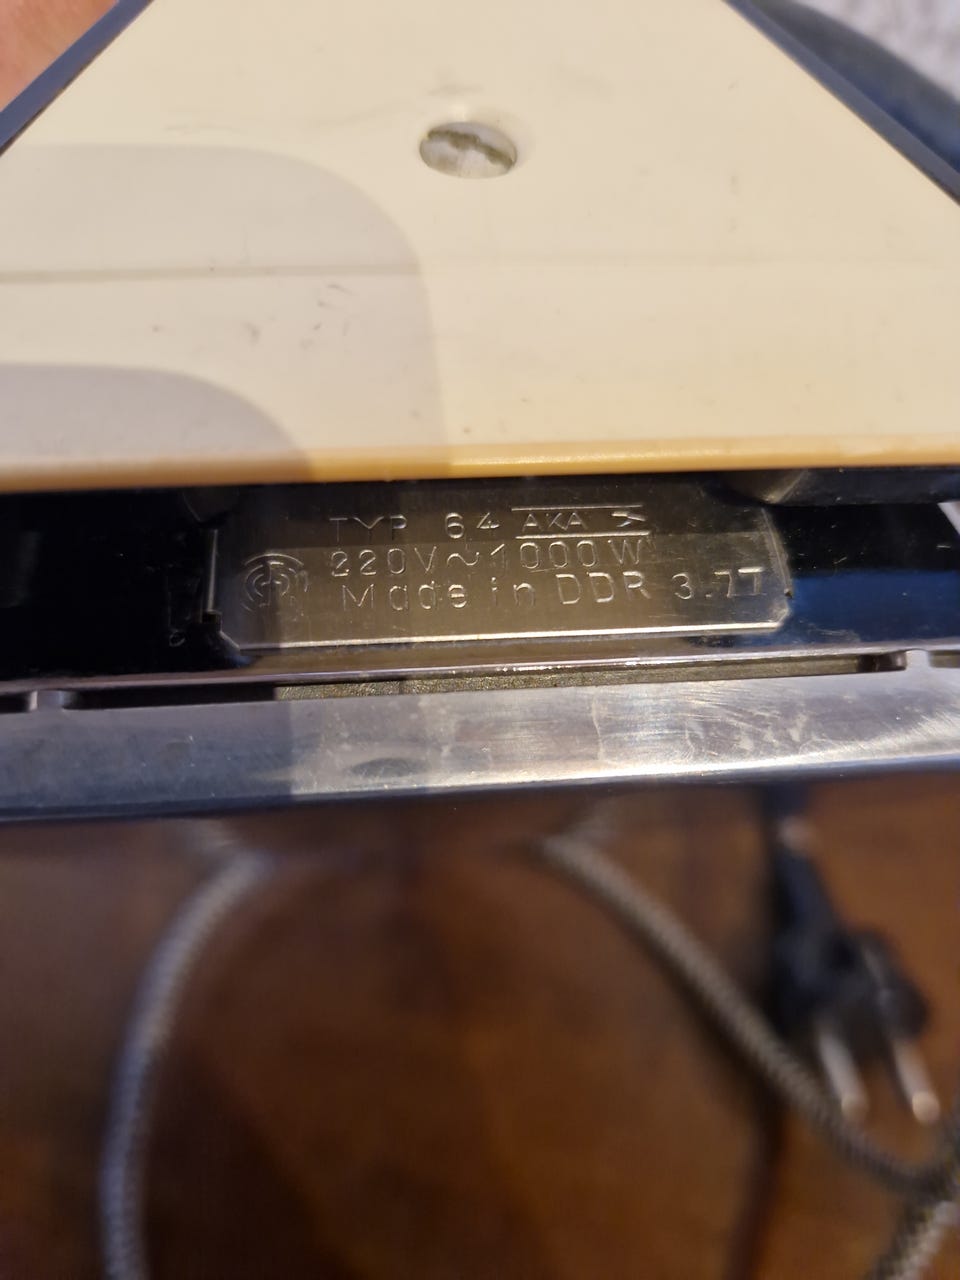 TYP 64 AKA
220V~1000W
Made in DDR 3.77